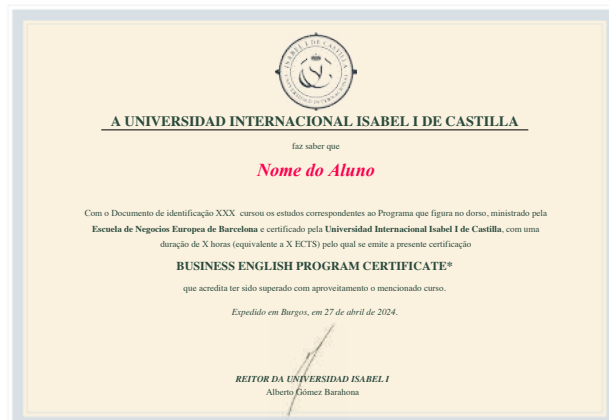 ISABEL I DE CASTILLA
A UNIVERSIDAD INTERNACIONAL ISABEL I DE CASTILLA
faz saber que
Nome do Aluno
Com o Documento de identificação XXX cursou os estudos correspondentes ao Programa que figura no dorso, ministrado pela
Escuela de Negocios Europea de Barcelona e certificado pela Universidad Internacional Isabel I de Castilla, com uma
duração de X horas (equivalente a X ECTS) pelo qual se emite a presente certificação
BUSINESS ENGLISH PROGRAM CERTIFICATE*
que acredita ter sido superado com aproveitamento o mencionado curso.
Expedido em Burgos, em 27 de abril de 2024.
REITOR DA UNIVERSIDAD ISABEL I
Alberto Gómez Barahona